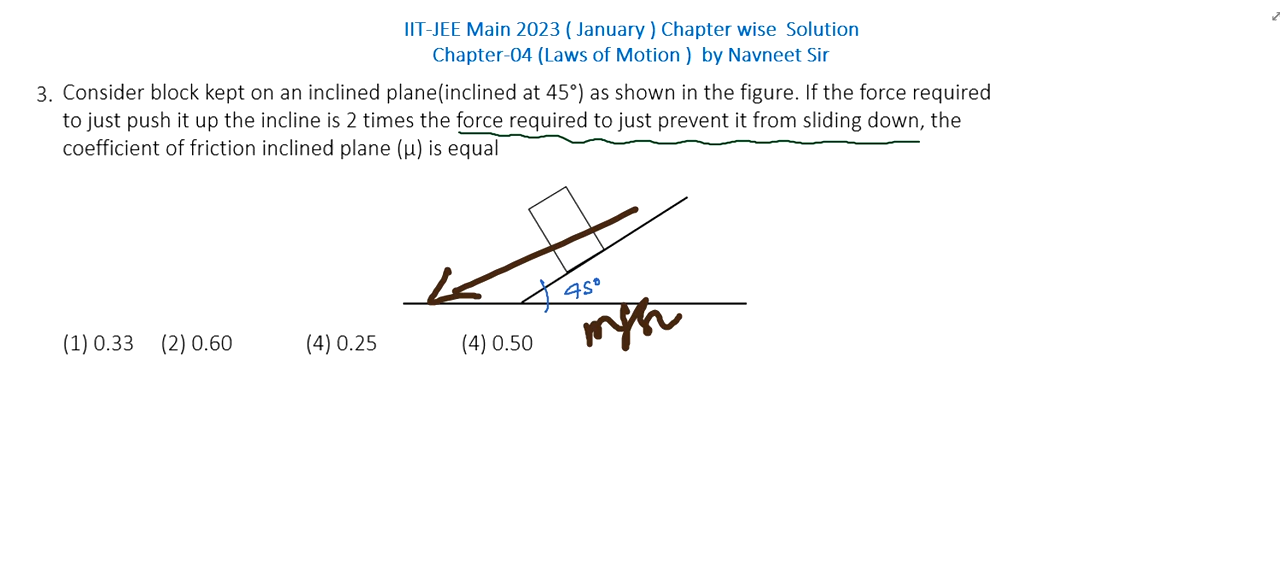 IIT-JEE Main 2023 ( January ) Chapter wise Solution
Chapter-04 (Laws of Motion ) by Navneet Sir
3. Consider block kept on an inclined plane(inclined at 45°) as shown in the figure. If the force required
to just push it up the incline is 2 times the force required to just prevent it from sliding down, the
coefficient of friction inclined plane (μ) is equal
45°
(1) 0.33 (2) 0.60 (4) 0.25 (4) 0.50